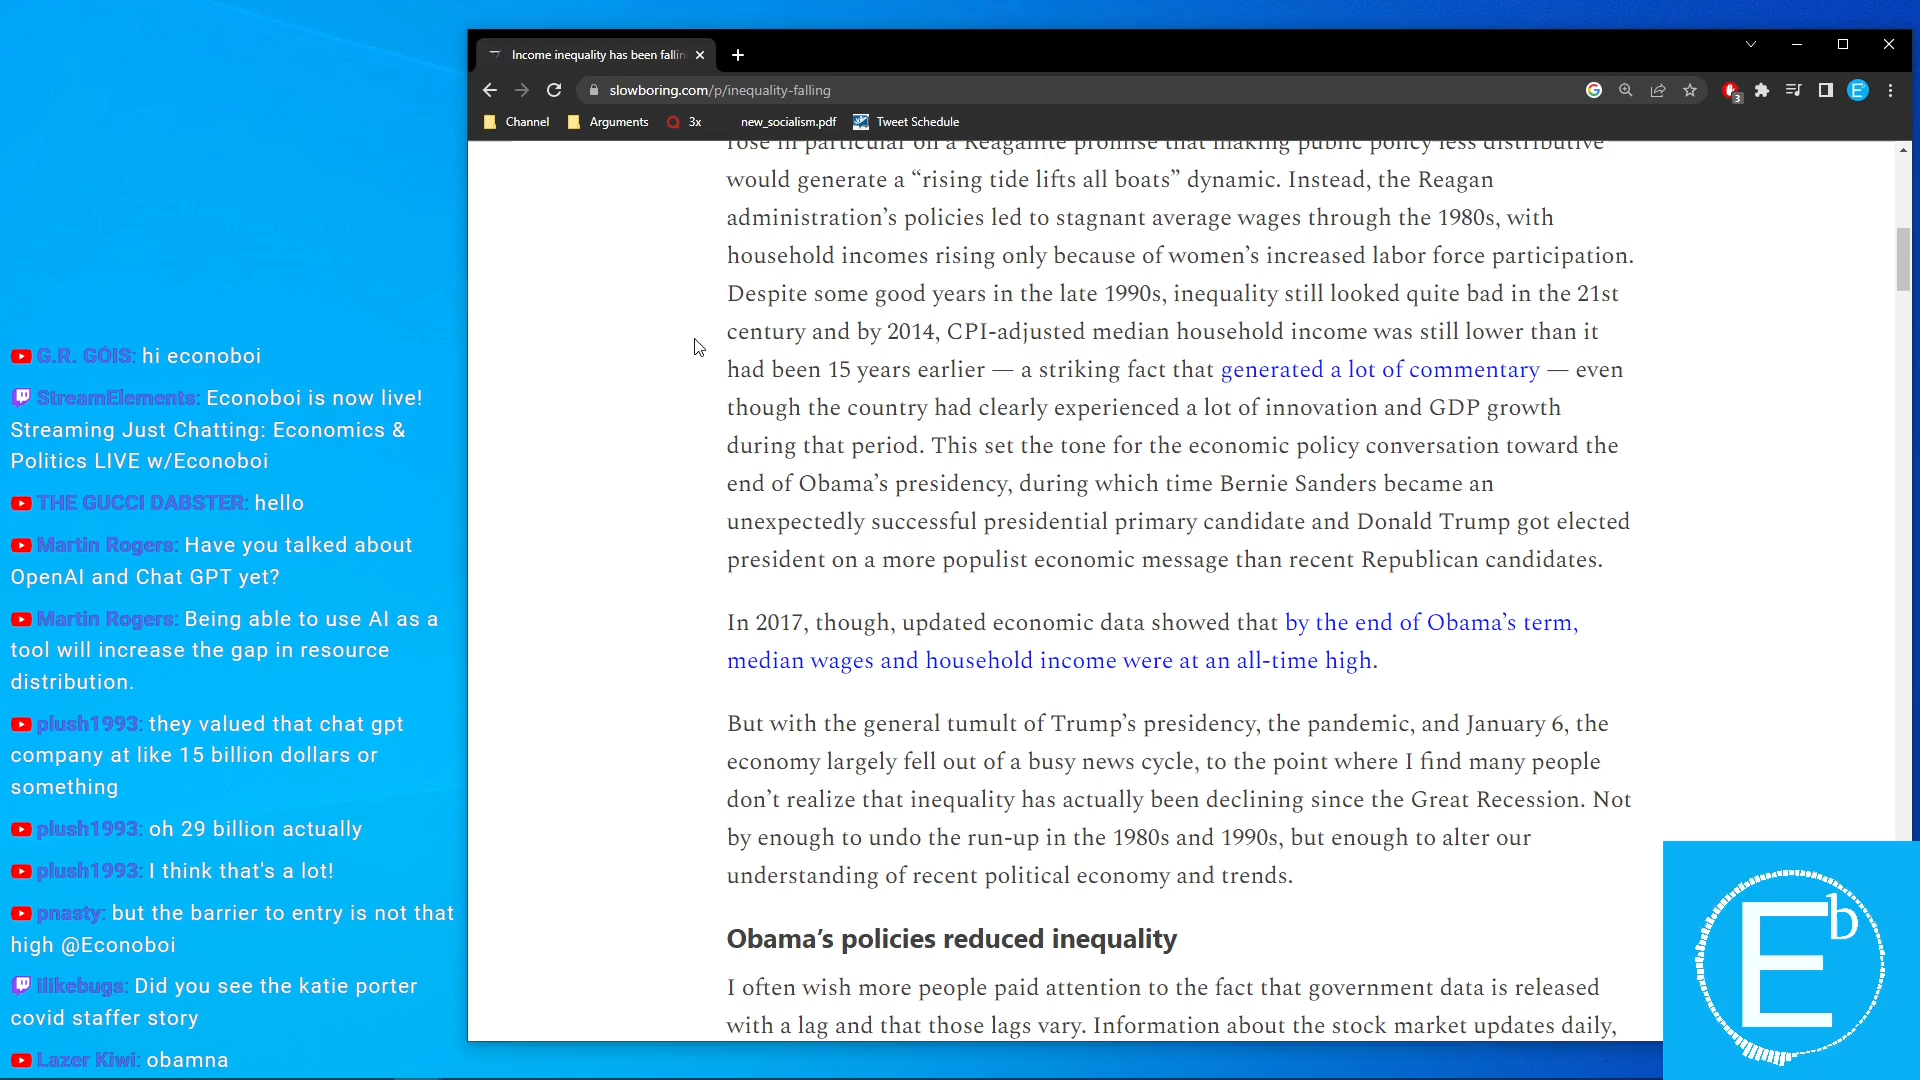 G.R. GÓIS: hi econoboi
StreamElements: Econoboi is now live!
Streaming Just Chatting: Economics &
Politics LIVE w/Econoboi
THE GUCCI DABSTER: hello
Martin Rogers: Have you talked about
OpenAI and Chat GPT yet?
Martin Rogers: Being able to use AI as a
tool will increase the gap in resource
distribution.
plush1993: they valued that chat gpt
company at like 15 billion dollars or
something
plush1993: oh 29 billion actually
plush1993: I think that's a lot!
pnasty: but the barrier to entry is not that
high @Econoboi
ilikebugs: Did you see the katie porter
covid staffer story
Lazer Kiwi: obamna
Income inequality has been fallin
slowboring.com/p/inequality-falling
3
E
Channel Arguments 3x new_socialism.pdf Tweet Schedule
rose in particular on a Reaganite promise that making public policy less distributive
would generate a “rising tide lifts all boats” dynamic. Instead, the Reagan
administration’s policies led to stagnant average wages through the 1980s, with
household incomes rising only because of women’s increased labor force participation.
Despite some good years in the late 1990s, inequality still looked quite bad in the 21st
century and by 2014, CPI-adjusted median household income was still lower than it
had been 15 years earlier — a striking fact that generated a lot of commentary — even
though the country had clearly experienced a lot of innovation and GDP growth
during that period. This set the tone for the economic policy conversation toward the
end of Obama’s presidency, during which time Bernie Sanders became an
unexpectedly successful presidential primary candidate and Donald Trump got elected
president on a more populist economic message than recent Republican candidates.
In 2017, though, updated economic data showed that by the end of Obama’s term,
median wages and household income were at an all-time high.
But with the general tumult of Trump’s presidency, the pandemic, and January 6, the
economy largely fell out of a busy news cycle, to the point where I find many people
don’t realize that inequality has actually been declining since the Great Recession. Not
by enough to undo the run-up in the 1980s and 1990s, but enough to alter our
understanding of recent political economy and trends.
Obama’s policies reduced inequality
I often wish more people paid attention to the fact that government data is released
with a lag and that those lags vary. Information about the stock market updates daily,
Eb